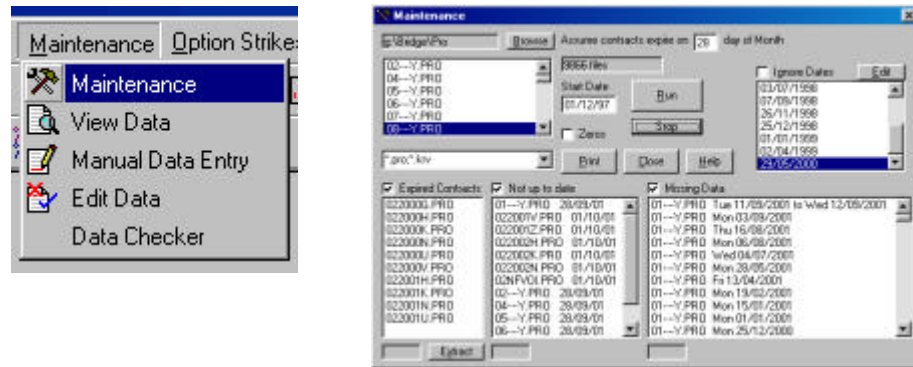 Maintenance Option Strike
Maintenance
View Data
Manual Data Entry
Edit Data
Data Checker
Maintenance
Browse Assumes contracts expire on 28 day of Month
02---Y.PRO
04---Y.PRO
05---Y.PRO
06---Y.PRO
07---Y.PRO
08---Y.PRO
9866 files
Start Date
01/12/97
Zeros
Run
Stop
Ignore Dates Edit
03/07/1998
07/09/1998
26/11/1998
25/12/1998
01/01/1999
02/04/1999
29/05/2000
Print Close Help
Expired Contracts
022000G.PRO
022000H.PRO
022000K.PRO
022000N.PRO
022000U.PRO
022000V.PRO
022001H.PRO
022001K.PRO
022001N.PRO
022001U.PRO
Not up to date
01---Y.PRO 28/09/01
022001V.PRO 01/10/01
022001Z.PRO 01/10/01
022002H.PRO 01/10/01
022002K.PRO 01/10/01
022002N.PRO 01/10/01
02NFVOI.PRO 01/10/01
02---Y.PRO 28/09/01
04---Y.PRO 28/09/01
05---Y.PRO 28/09/01
06---Y.PRO 28/09/01
Missing Data
01---Y.PRO Tue 11/09/2001 to Wed 12/09/2001
01---Y.PRO Mon 03/09/2001
01---Y.PRO Thu 16/08/2001
01---Y.PRO Mon 06/08/2001
01---Y.PRO Wed 04/07/2001
01---Y.PRO Mon 28/05/2001
01---Y.PRO Fri 13/04/2001
01---Y.PRO Mon 19/02/2001
01---Y.PRO Mon 15/01/2001
01---Y.PRO Mon 01/01/2001
01---Y.PRO Mon 25/12/2000
Extract